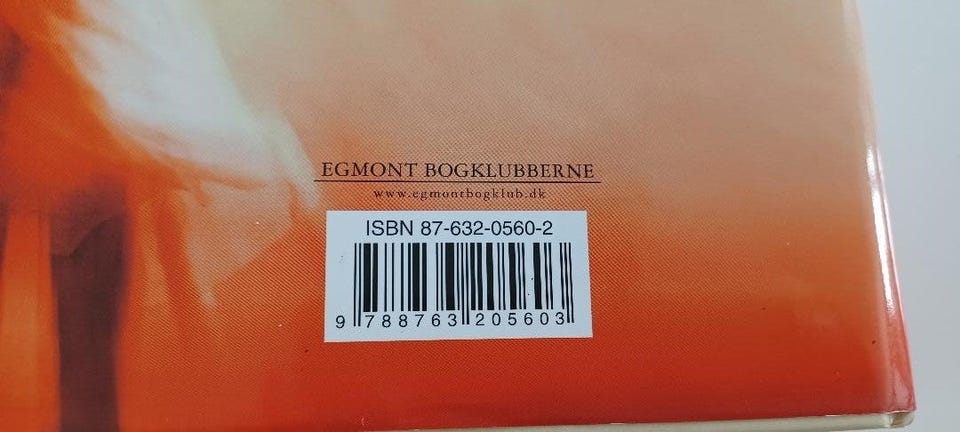 EGMONT BOGKLUBBERNE
www.egmontbogklub.dk
ISBN 87-632-0560-2
9 788763 205603